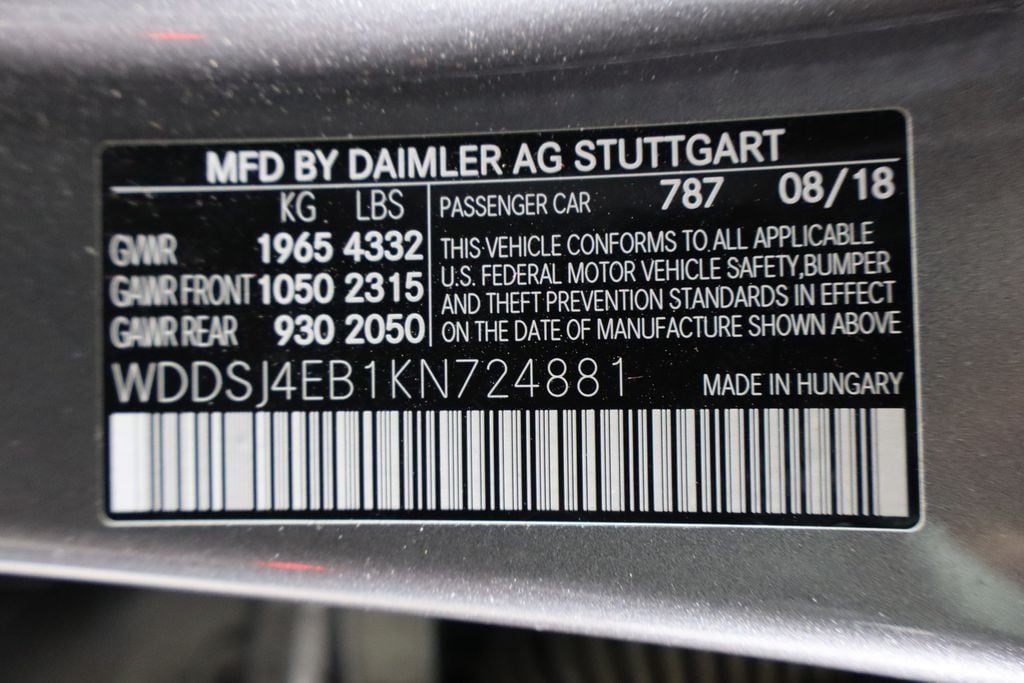 MFD BY DAIMLER AG STUTTGART
KG LBS
GVWR 1965 4332
GAWR FRONT 1050 2315
GAWR REAR 930 2050
PASSENGER CAR 787 08/18
THIS VEHICLE CONFORMS TO ALL APPLICABLE
U.S. FEDERAL MOTOR VEHICLE SAFETY,BUMPER
AND THEFT PREVENTION STANDARDS IN EFFECT
ON THE DATE OF MANUFACTURE SHOWN ABOVE
WDDSJ4EB1KN724881
MADE IN HUNGARY